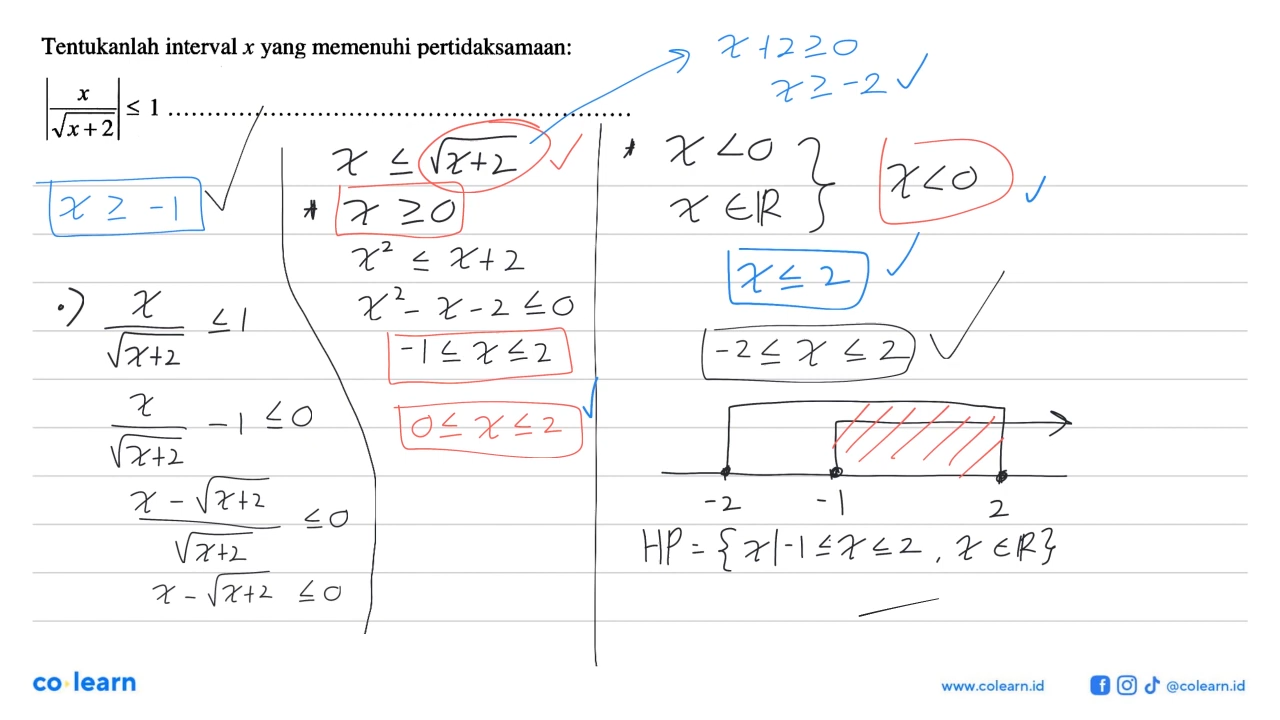 Tentukanlah interval x yang memenuhi pertidaksamaan:
|x/√(x+2)| ≤ 1 ..........................................................
x ≥ -1
•) x/√(x+2) ≤ 1
x/√(x+2) - 1 ≤ 0
(x - √(x+2))/√(x+2) ≤ 0
x - √(x+2) ≤ 0
x ≤ √(x+2)
* x ≥ 0
x² ≤ x+2
x² - x - 2 ≤ 0
-1 ≤ x ≤ 2
0 ≤ x ≤ 2
x + 2 ≥ 0
x ≥ -2
* x < 0
x ∈ ℝ
x < 0
x ≤ 2
-2 ≤ x ≤ 2
-2 -1 2
HP = {x | -1 ≤ x ≤ 2, x ∈ ℝ}
co learn
www.colearn.id
@colearn.id